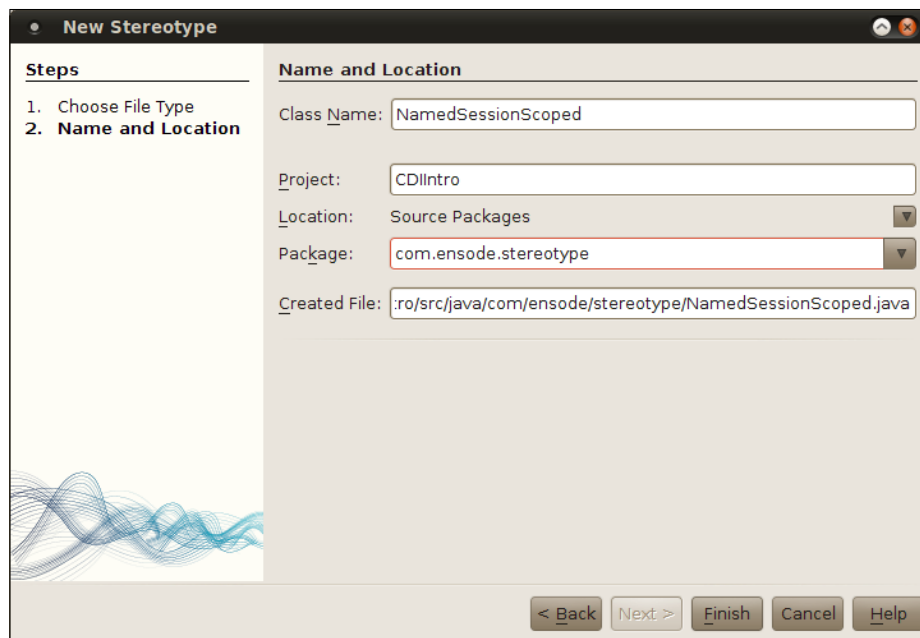 New Stereotype
Steps
1. Choose File Type
2. Name and Location
Name and Location
Class Name: NamedSessionScoped
Project: CDIIntro
Location: Source Packages
Package: com.ensode.stereotype
Created File: :ro/src/java/com/ensode/stereotype/NamedSessionScoped.java
< Back Next > Finish Cancel Help